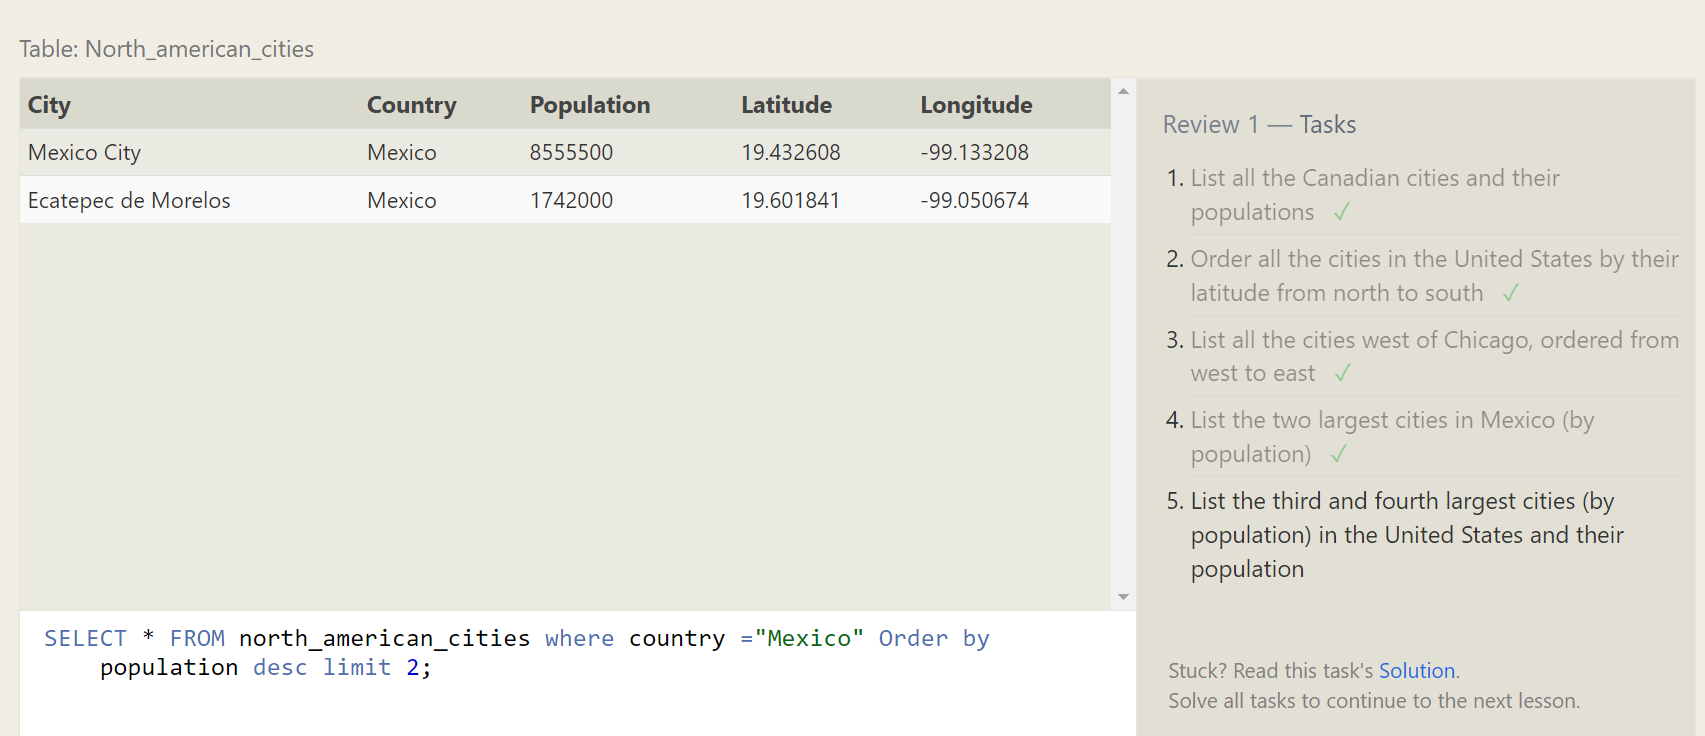 Table: North_american_cities
City Country Population Latitude Longitude
Mexico City Mexico 8555500 19.432608 -99.133208
Ecatepec de Morelos Mexico 1742000 19.601841 -99.050674
SELECT * FROM north_american_cities where country ="Mexico" Order by
population desc limit 2;
Review 1 — Tasks
1. List all the Canadian cities and their
populations ✓
2. Order all the cities in the United States by their
latitude from north to south ✓
3. List all the cities west of Chicago, ordered from
west to east ✓
4. List the two largest cities in Mexico (by
population) ✓
5. List the third and fourth largest cities (by
population) in the United States and their
population
Stuck? Read this task's Solution.
Solve all tasks to continue to the next lesson.